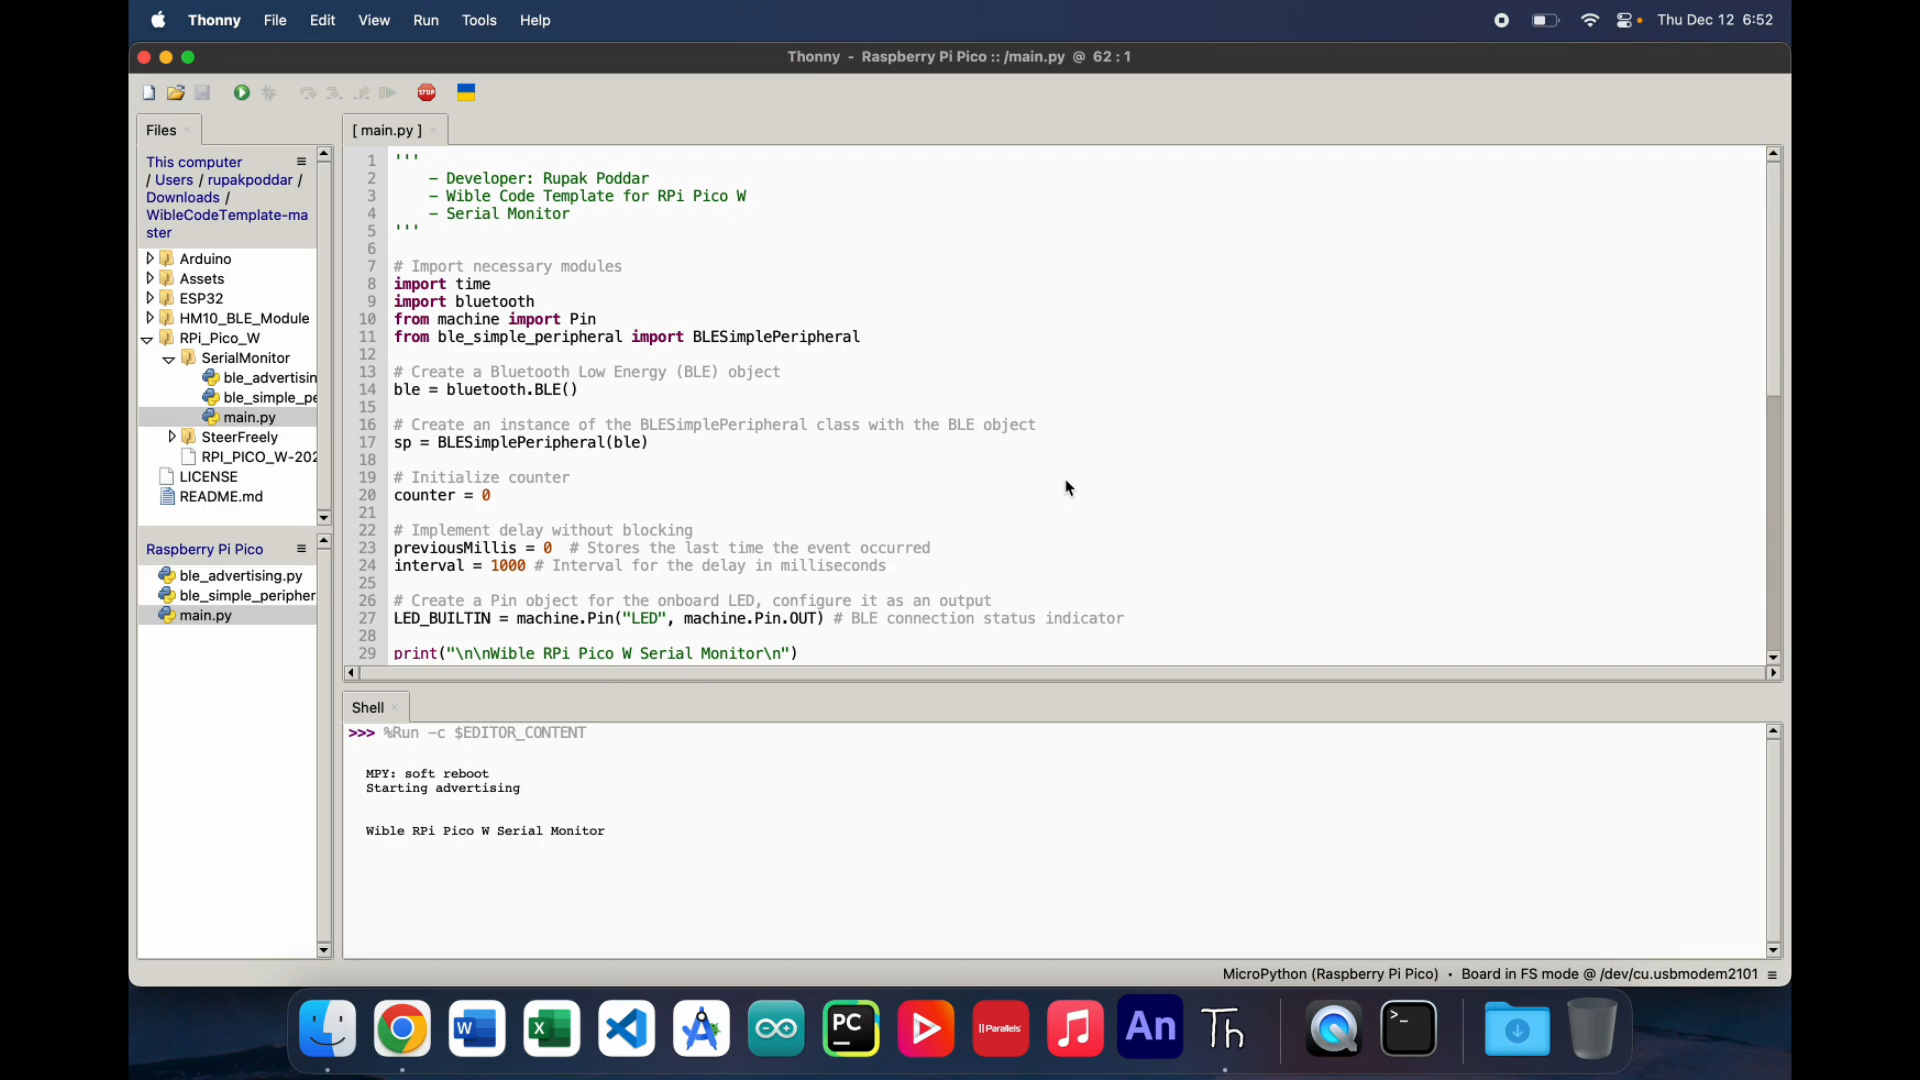 Thonny File Edit View Run Tools Help
Thu Dec 12 6:52
Thonny - Raspberry Pi Pico :: /main.py @ 62 : 1
STOP
Files
This computer
/ Users / rupakpoddar /
Downloads /
WibleCodeTemplate-ma
ster
Arduino
Assets
ESP32
HM10_BLE_Module
RPi_Pico_W
SerialMonitor
ble_advertisin
ble_simple_pe
main.py
SteerFreely
RPI_PICO_W-202
LICENSE
README.md
Raspberry Pi Pico
ble_advertising.py
ble_simple_peripher
main.py
[ main.py ]
1 '''
2     - Developer: Rupak Poddar
3     - Wible Code Template for RPi Pico W
4     - Serial Monitor
5 '''
6
7 # Import necessary modules
8 import time
9 import bluetooth
10 from machine import Pin
11 from ble_simple_peripheral import BLESimplePeripheral
12
13 # Create a Bluetooth Low Energy (BLE) object
14 ble = bluetooth.BLE()
15
16 # Create an instance of the BLESimplePeripheral class with the BLE object
17 sp = BLESimplePeripheral(ble)
18
19 # Initialize counter
20 counter = 0
21
22 # Implement delay without blocking
23 previousMillis = 0  # Stores the last time the event occurred
24 interval = 1000 # Interval for the delay in milliseconds
25
26 # Create a Pin object for the onboard LED, configure it as an output
27 LED_BUILTIN = machine.Pin("LED", machine.Pin.OUT) # BLE connection status indicator
28
29 print("\n\nWible RPi Pico W Serial Monitor\n")
Shell
>>> %Run -c $EDITOR_CONTENT
MPY: soft reboot
Starting advertising
Wible RPi Pico W Serial Monitor
MicroPython (Raspberry Pi Pico) • Board in FS mode @ /dev/cu.usbmodem2101
W
X
PC
Parallels
An
Th
>_